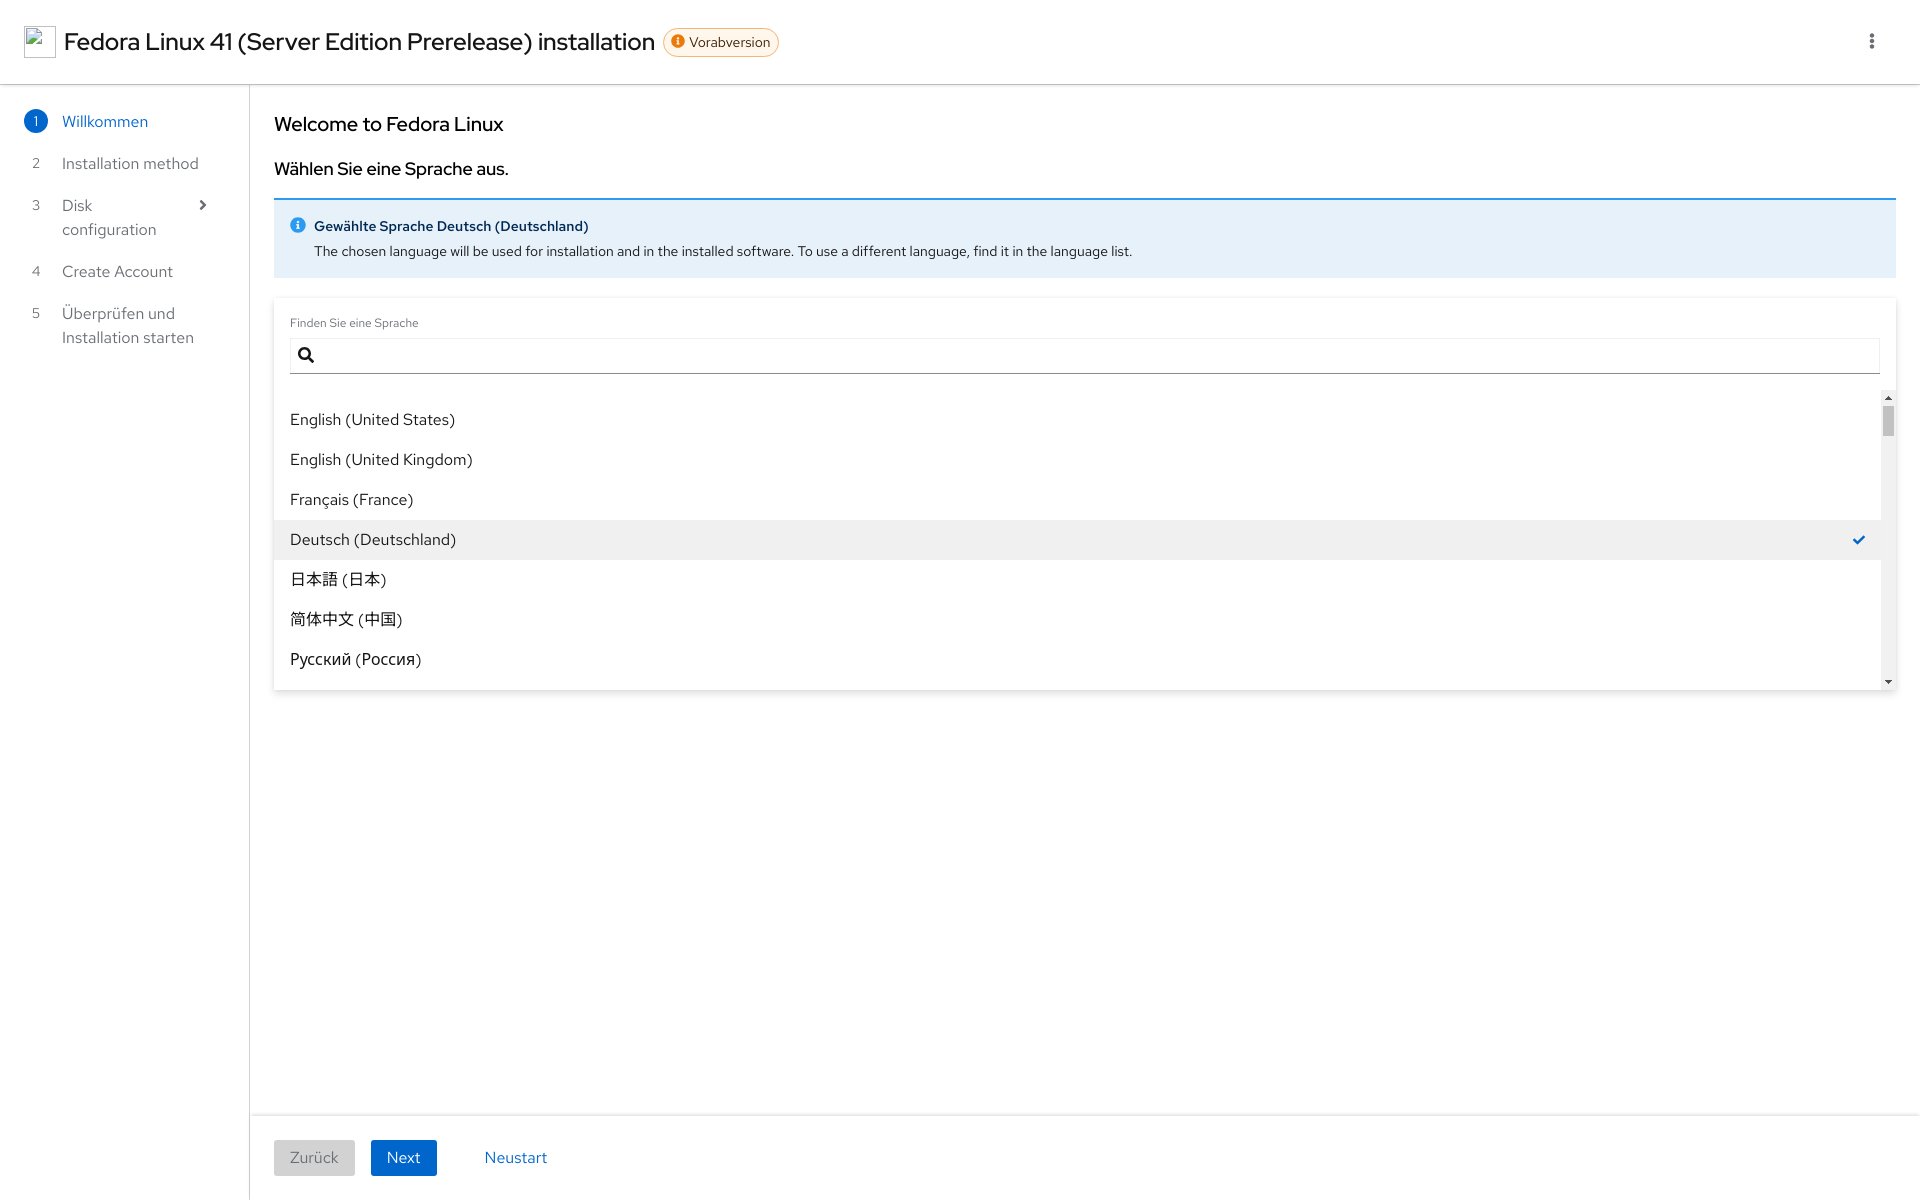 Fedora Linux 41 (Server Edition Prerelease) installation
Vorabversion
1 Willkommen
2 Installation method
3 Disk
configuration
4 Create Account
5 Überprüfen und
Installation starten
Welcome to Fedora Linux
Wählen Sie eine Sprache aus.
Gewählte Sprache Deutsch (Deutschland)
The chosen language will be used for installation and in the installed software. To use a different language, find it in the language list.
Finden Sie eine Sprache
English (United States)
English (United Kingdom)
Français (France)
Deutsch (Deutschland)
日本語 (日本)
简体中文 (中国)
Русский (Россия)
Zurück
Next
Neustart